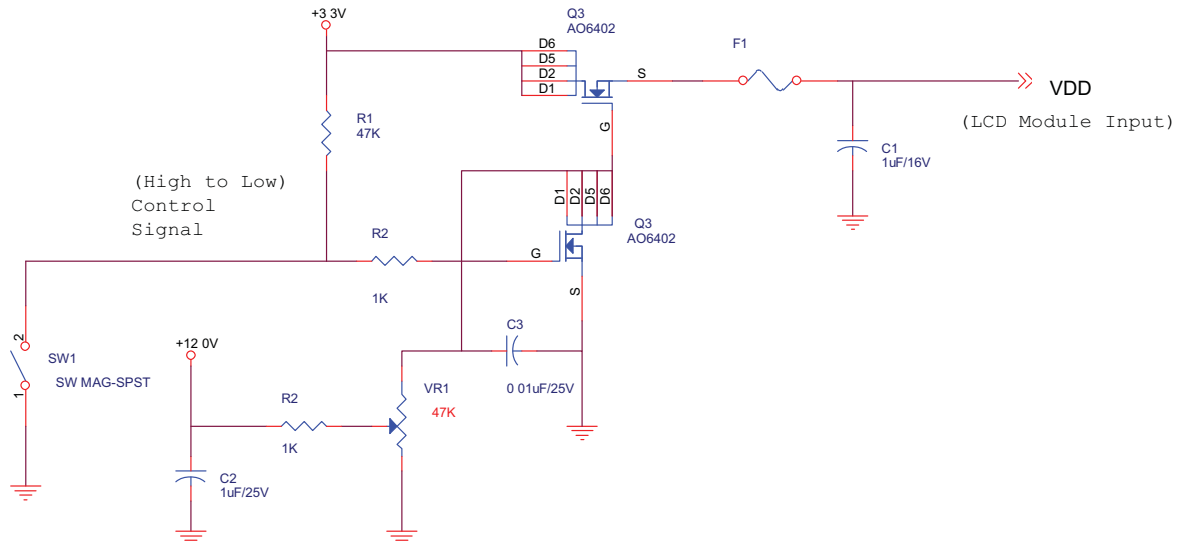 +3 3V
Q3
AO6402
D6
D5
D2
D1
S
G
F1
VDD
(LCD Module Input)
R1
47K
C1
1uF/16V
(High to Low)
Control
Signal
D1
D2
D5
D6
Q3
AO6402
R2
1K
G
S
2
1
SW1
SW MAG-SPST
+12 0V
C3
0 01uF/25V
VR1
47K
R2
1K
C2
1uF/25V